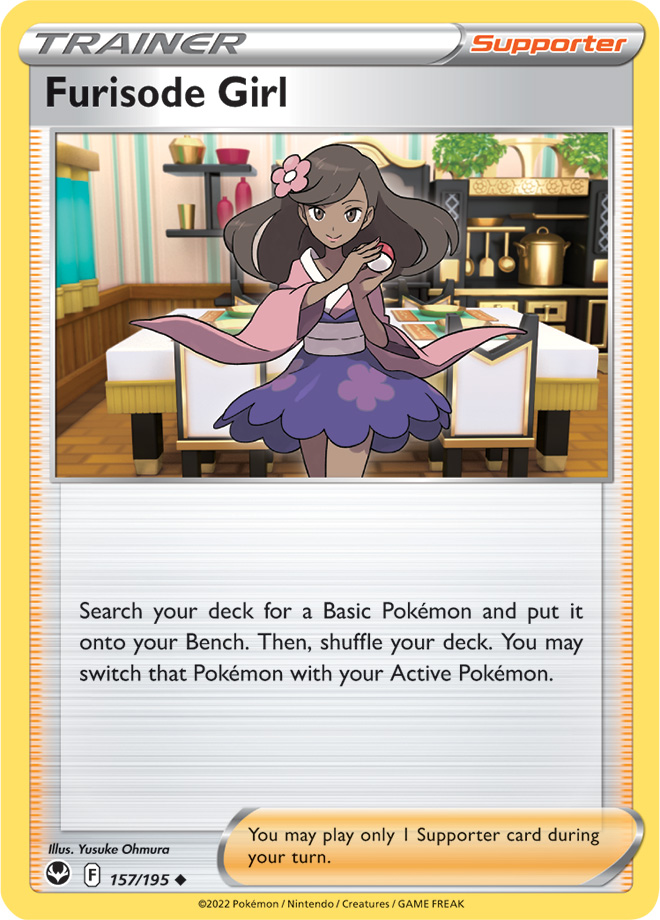 TRAINER
Supporter
Furisode Girl
Search your deck for a Basic Pokémon and put it
onto your Bench. Then, shuffle your deck. You may
switch that Pokémon with your Active Pokémon.
Illus. Yusuke Ohmura
You may play only 1 Supporter card during
your turn.
F 157/195
©2022 Pokémon / Nintendo / Creatures / GAME FREAK